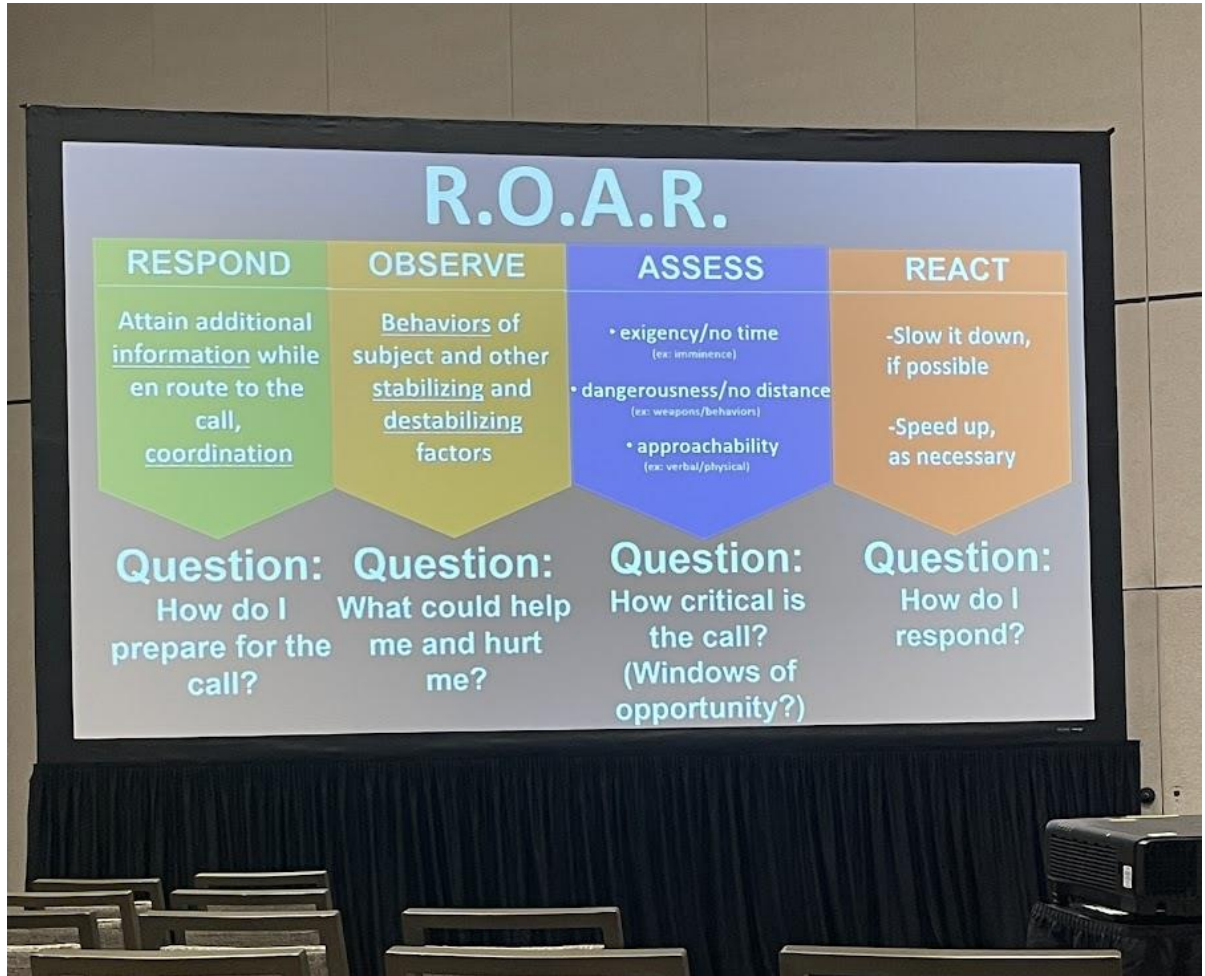 R.O.A.R.
RESPOND
Attain additional
information while
en route to the
call,
coordination
Question:
How do I
prepare for the
call?
OBSERVE
Behaviors of
subject and other
stabilizing and
destabilizing
factors
Question:
What could help
me and hurt
me?
ASSESS
• exigency/no time
(ex: imminence)
• dangerousness/no distance
(ex: weapons/behaviors)
• approachability
(ex: verbal/physical)
Question:
How critical is
the call?
(Windows of
opportunity?)
REACT
-Slow it down,
if possible
-Speed up,
as necessary
Question:
How do I
respond?